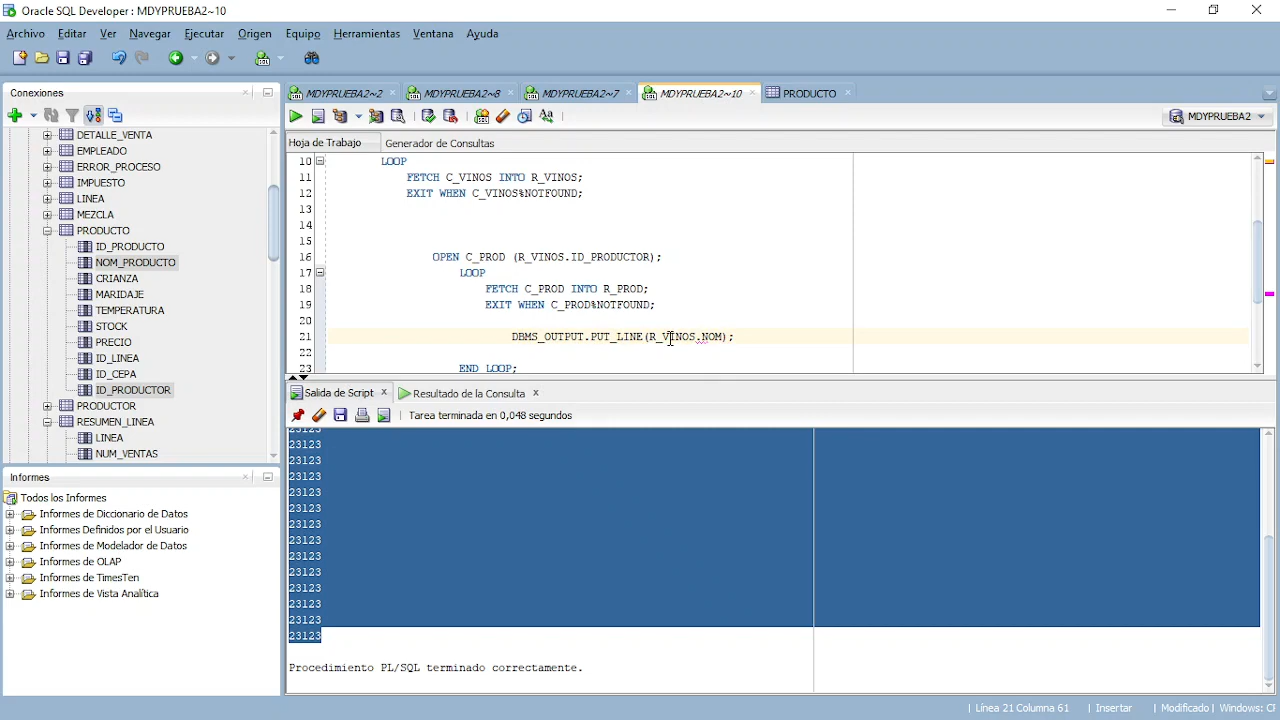 Oracle SQL Developer : MDYPRUEBA2~10
Archivo Editar Ver Navegar Ejecutar Origen Equipo Herramientas Ventana Ayuda
Conexiones
DETALLE_VENTA
EMPLEADO
ERROR_PROCESO
IMPUESTO
LINEA
MEZCLA
PRODUCTO
ID_PRODUCTO
NOM_PRODUCTO
CRIANZA
MARIDAJE
TEMPERATURA
STOCK
PRECIO
ID_LINEA
ID_CEPA
ID_PRODUCTOR
PRODUCTOR
RESUMEN_LINEA
LINEA
NUM_VENTAS
Informes
Todos los Informes
Informes de Diccionario de Datos
Informes Definidos por el Usuario
Informes de Modelador de Datos
Informes de OLAP
Informes de TimesTen
Informes de Vista Analítica
MDYPRUEBA2~2 MDYPRUEBA2~8 MDYPRUEBA2~7 MDYPRUEBA2~10 PRODUCTO
MDYPRUEBA2
Hoja de Trabajo Generador de Consultas
10 LOOP
11 FETCH C_VINOS INTO R_VINOS;
12 EXIT WHEN C_VINOS%NOTFOUND;
13
14
15
16 OPEN C_PROD (R_VINOS.ID_PRODUCTOR);
17 LOOP
18 FETCH C_PROD INTO R_PROD;
19 EXIT WHEN C_PROD%NOTFOUND;
20
21 DBMS_OUTPUT.PUT_LINE(R_VINOS.NOM);
22
23 END LOOP;
Salida de Script Resultado de la Consulta
Tarea terminada en 0,048 segundos
23123
23123
23123
23123
23123
23123
23123
23123
23123
23123
23123
23123
23123
23123
Procedimiento PL/SQL terminado correctamente.
Línea 21 Columna 61 Insertar Modificado Windows: CF